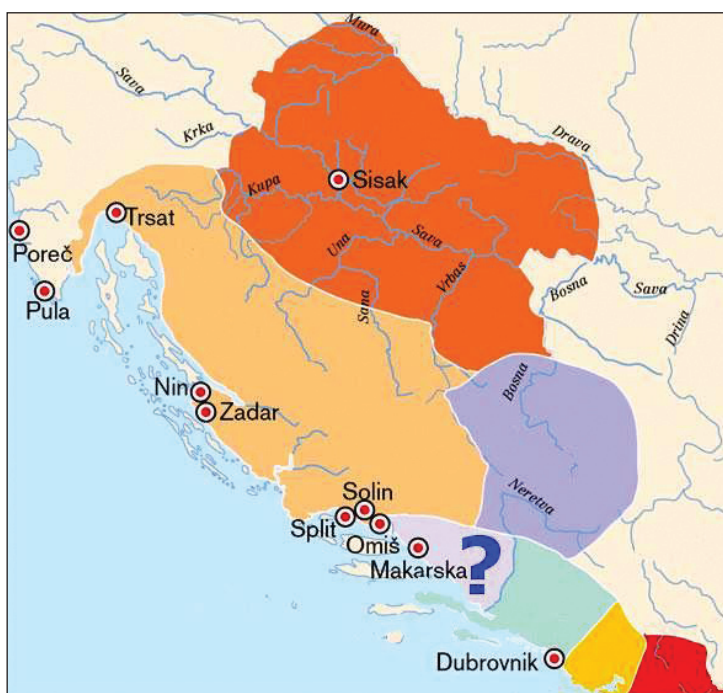 Mura
Sava
Krka
Drava
Kupa
Sisak
Trsat
Poreč
Una
Sava
Vrbas
Bosna
Sava
Drina
Pula
Sana
Nin
Zadar
Bosna
Neretva
Solin
Split
Omiš
Makarska
?
Dubrovnik